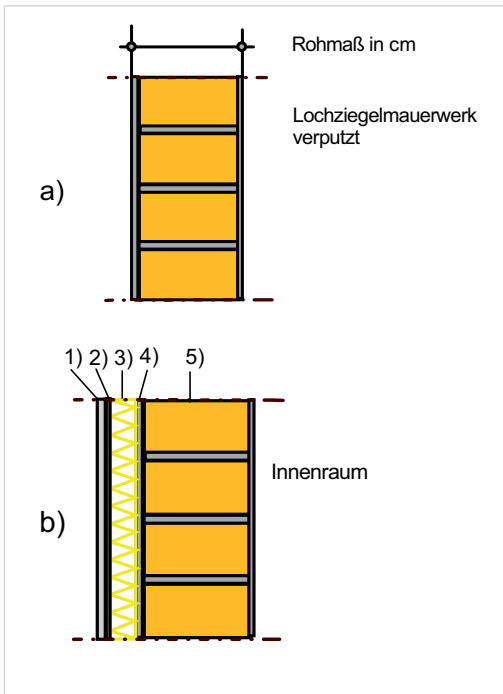 Rohmaß in cm
Lochziegelmauerwerk
verputzt
a)
1) 2) 3) 4) 5)
Innenraum
b)